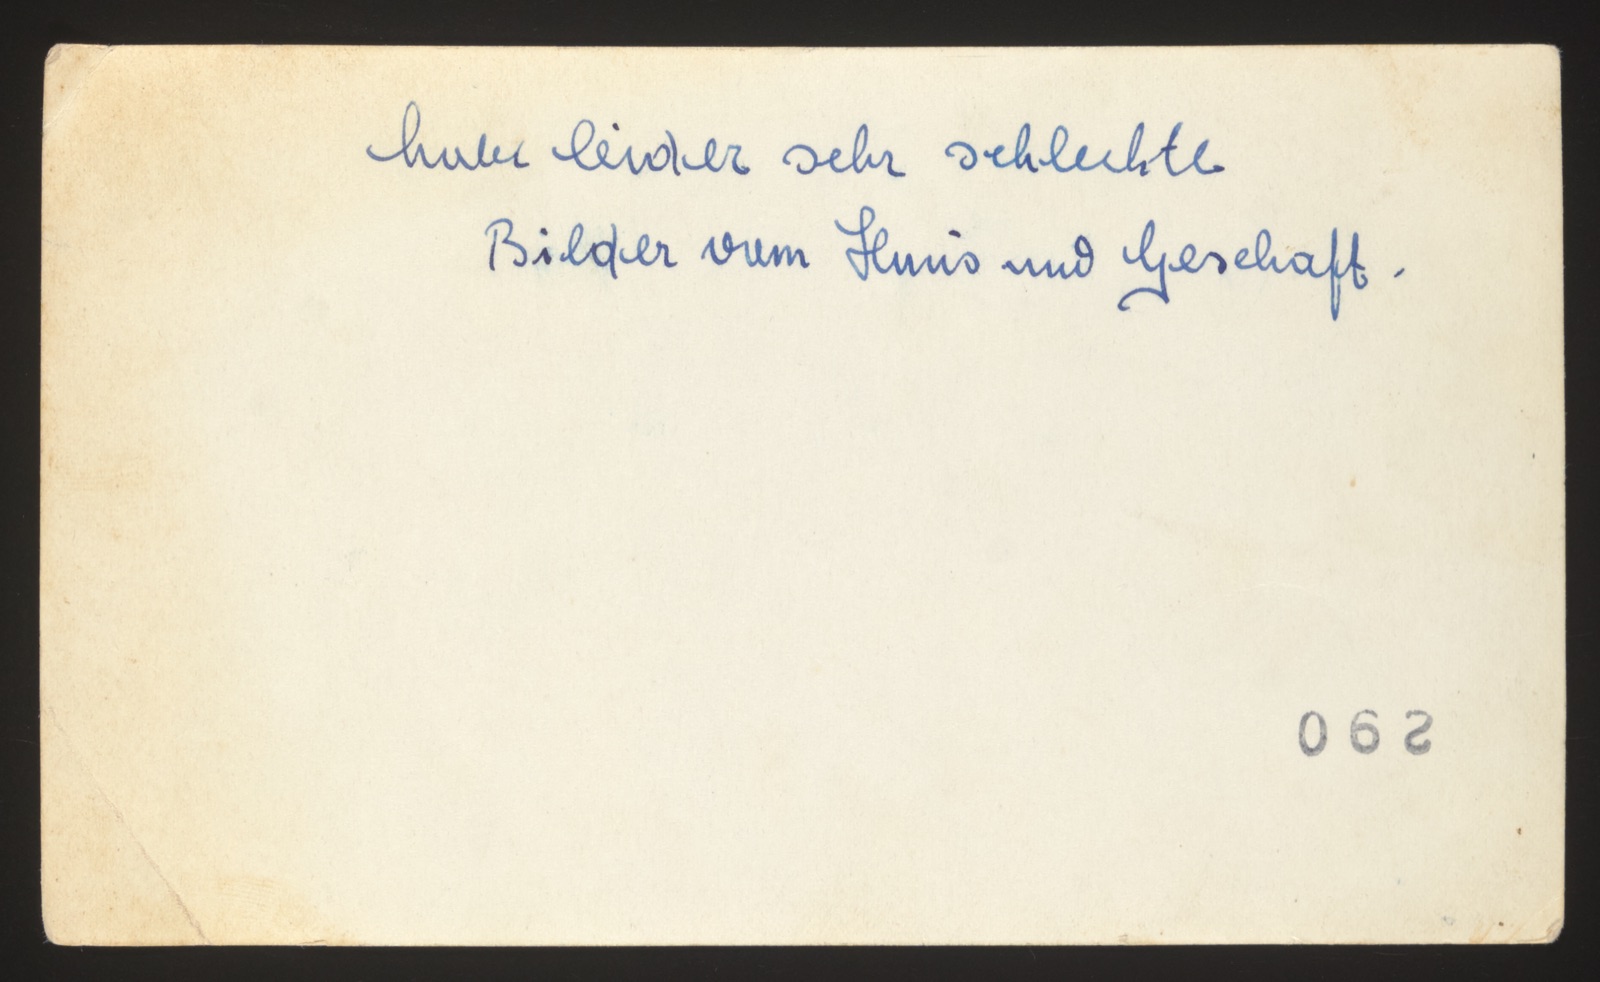 habe leider sehr schlechte
Bilder vom Haus und Geschaft.
062